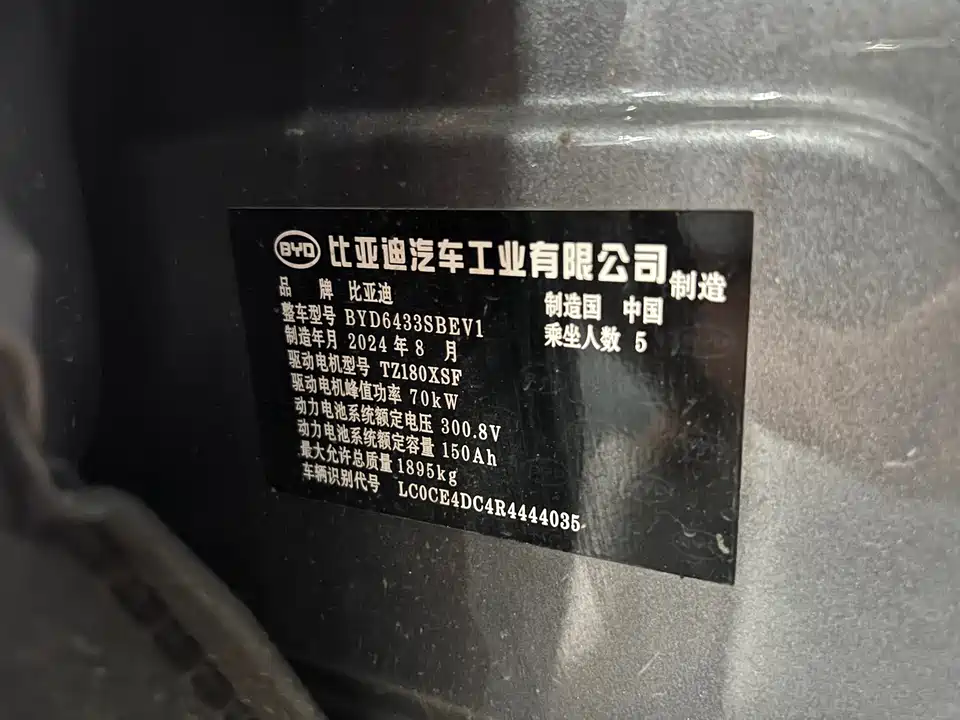 BYD 比亚迪汽车工业有限公司 制造
品 牌 比亚迪 制造国 中国
整车型号 BYD6433SBEV1 乘坐人数 5
制造年月 2024 年 8 月
驱动电机型号 TZ180XSF
驱动电机峰值功率 70kW
动力电池系统额定电压 300.8V
动力电池系统额定容量 150Ah
最大允许总质量 1895kg
车辆识别代号 LC0CE4DC4R4444035